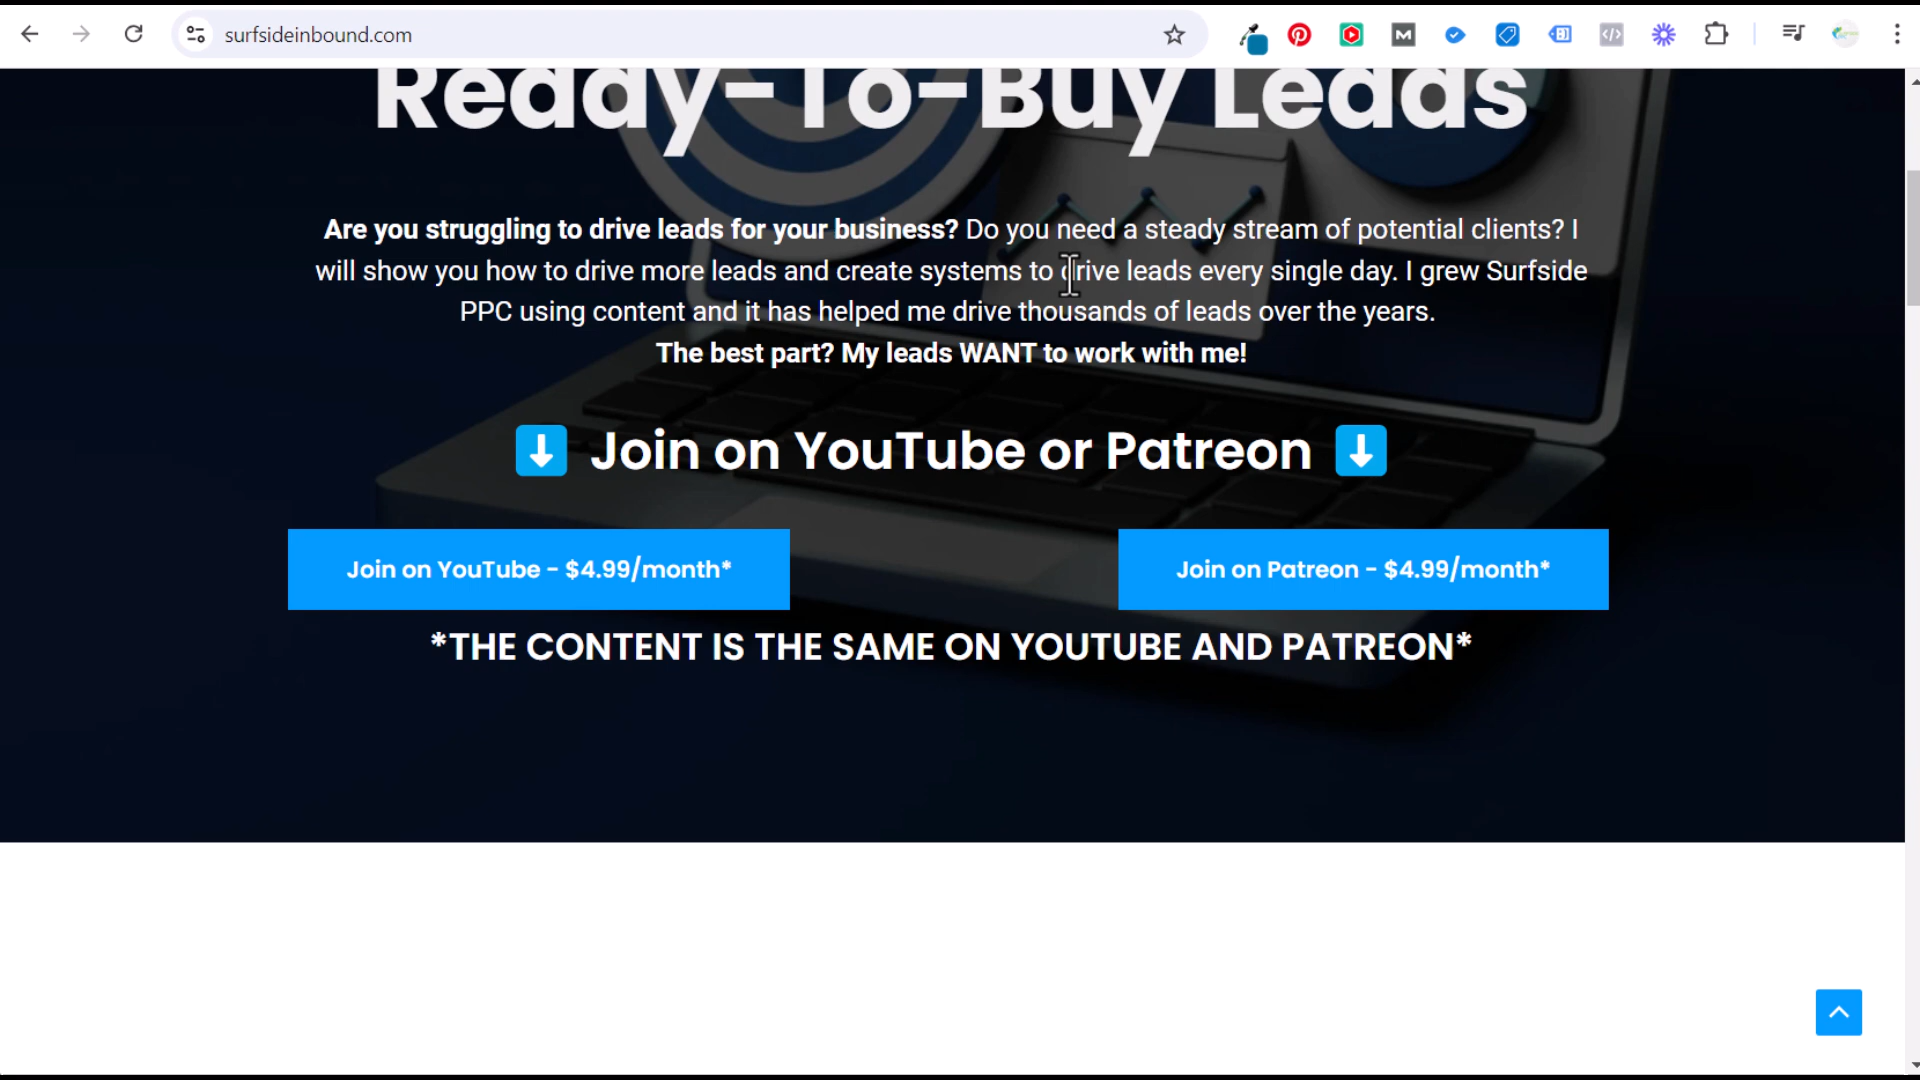 surfsideinbound.com
Ready-To-Buy Leads
Are you struggling to drive leads for your business? Do you need a steady stream of potential clients? I
will show you how to drive more leads and create systems to drive leads every single day. I grew Surfside
PPC using content and it has helped me drive thousands of leads over the years.
The best part? My leads WANT to work with me!
Join on YouTube or Patreon
Join on YouTube - $4.99/month*
Join on Patreon - $4.99/month*
*THE CONTENT IS THE SAME ON YOUTUBE AND PATREON*